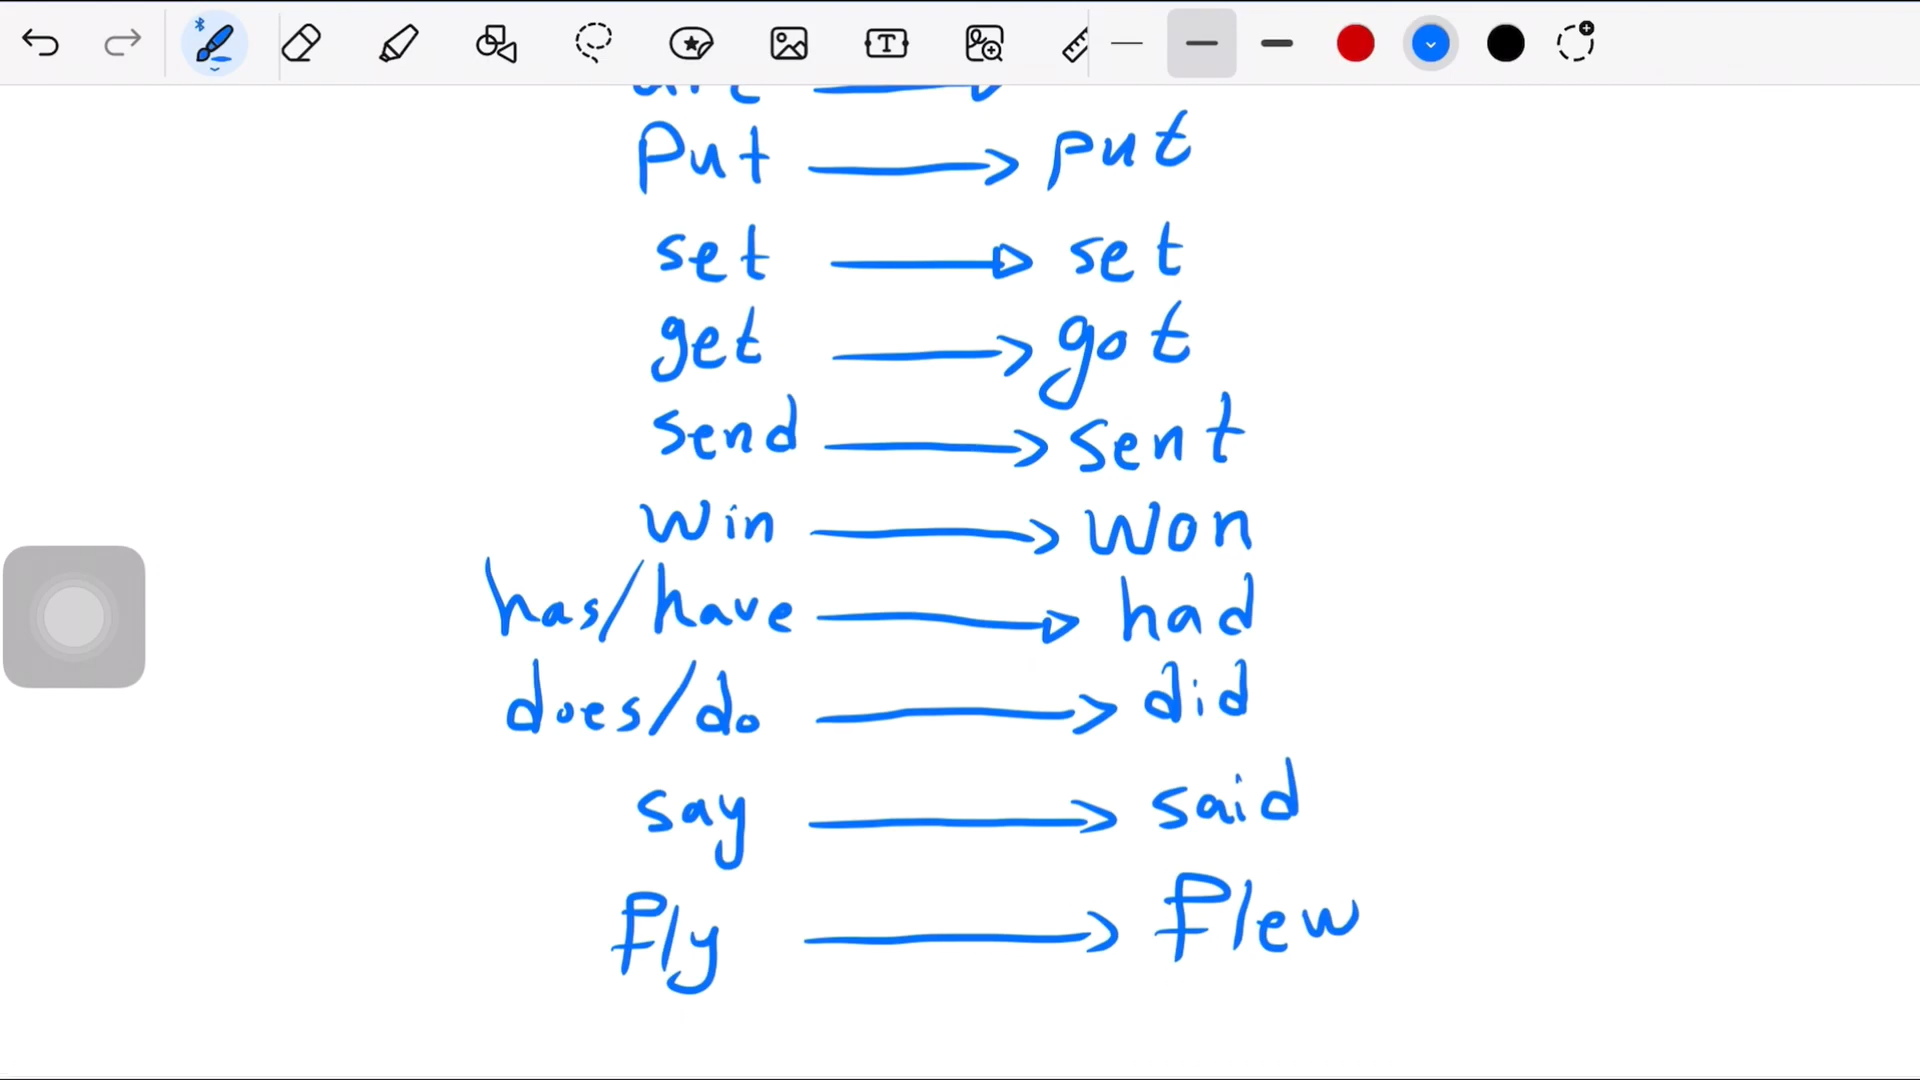 Put → put
set → set
get → got
send → sent
win → won
has/have → had
does/do → did
say → said
fly → flew